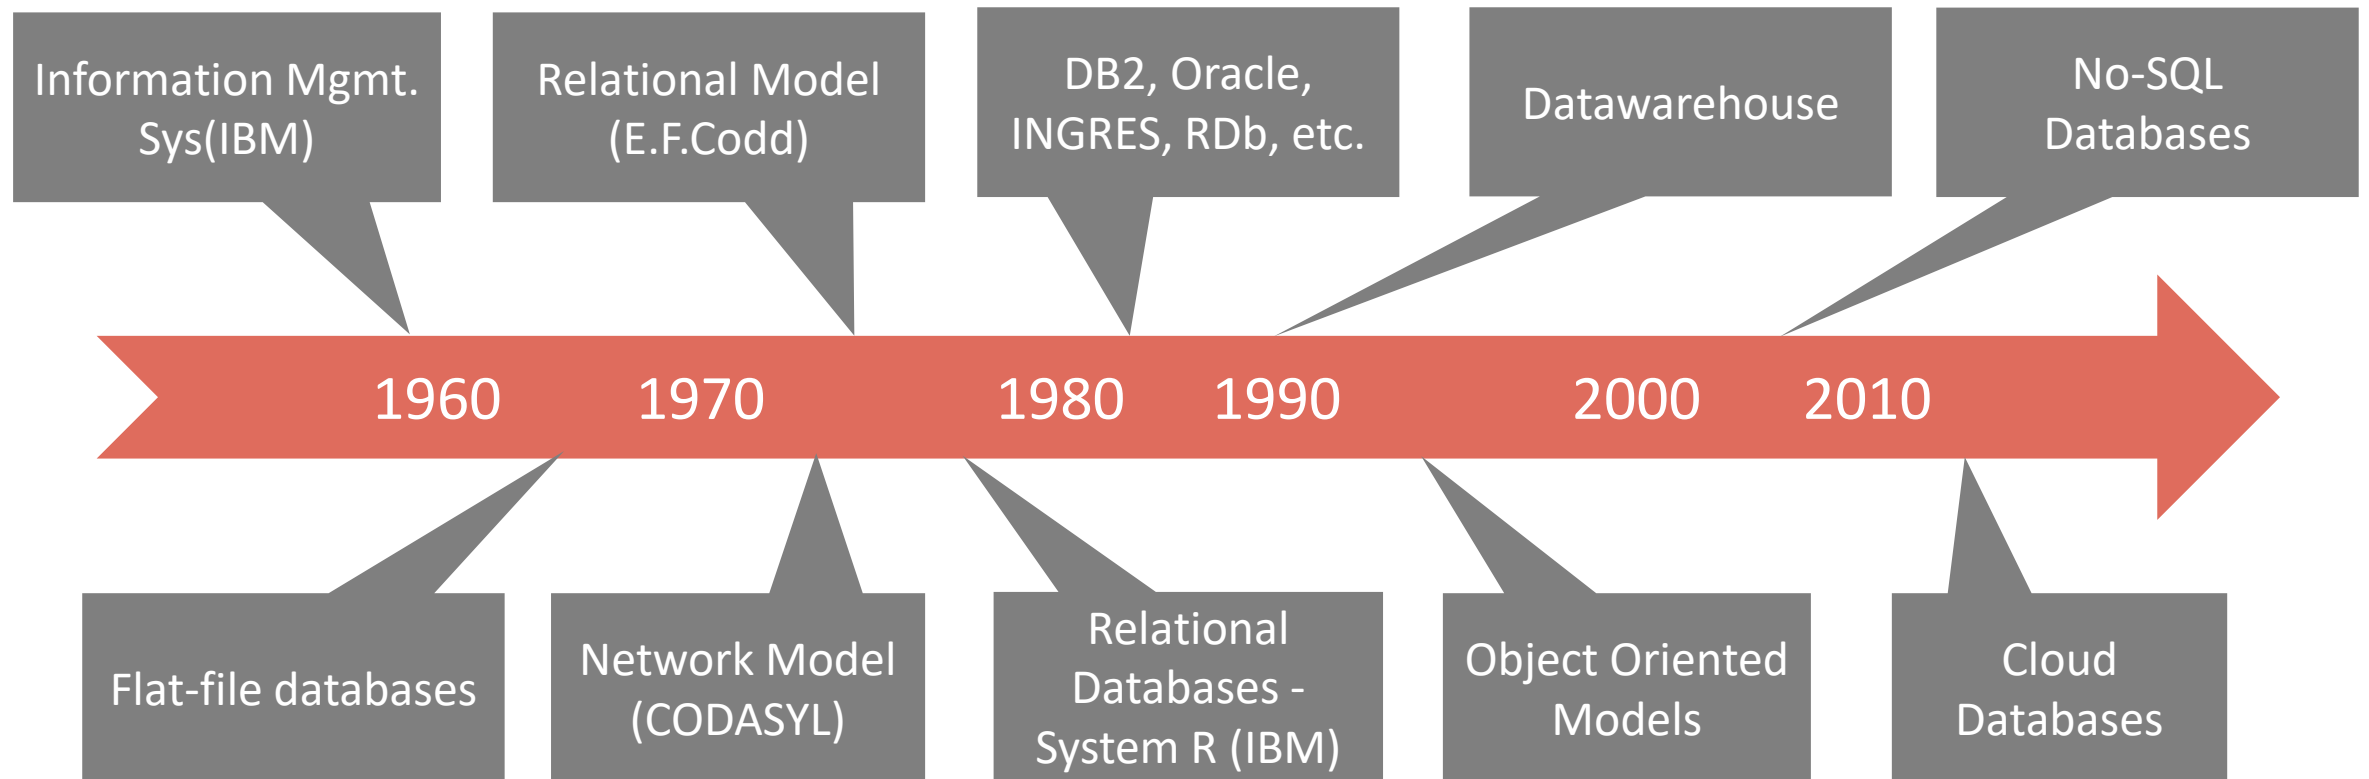 Information Mgmt.
Sys(IBM)
Relational Model
(E.F.Codd)
DB2, Oracle,
INGRES, RDb, etc.
Datawarehouse
No-SQL
Databases
1960 1970 1980 1990 2000 2010
Flat-file databases
Network Model
(CODASYL)
Relational
Databases -
System R (IBM)
Object Oriented
Models
Cloud
Databases